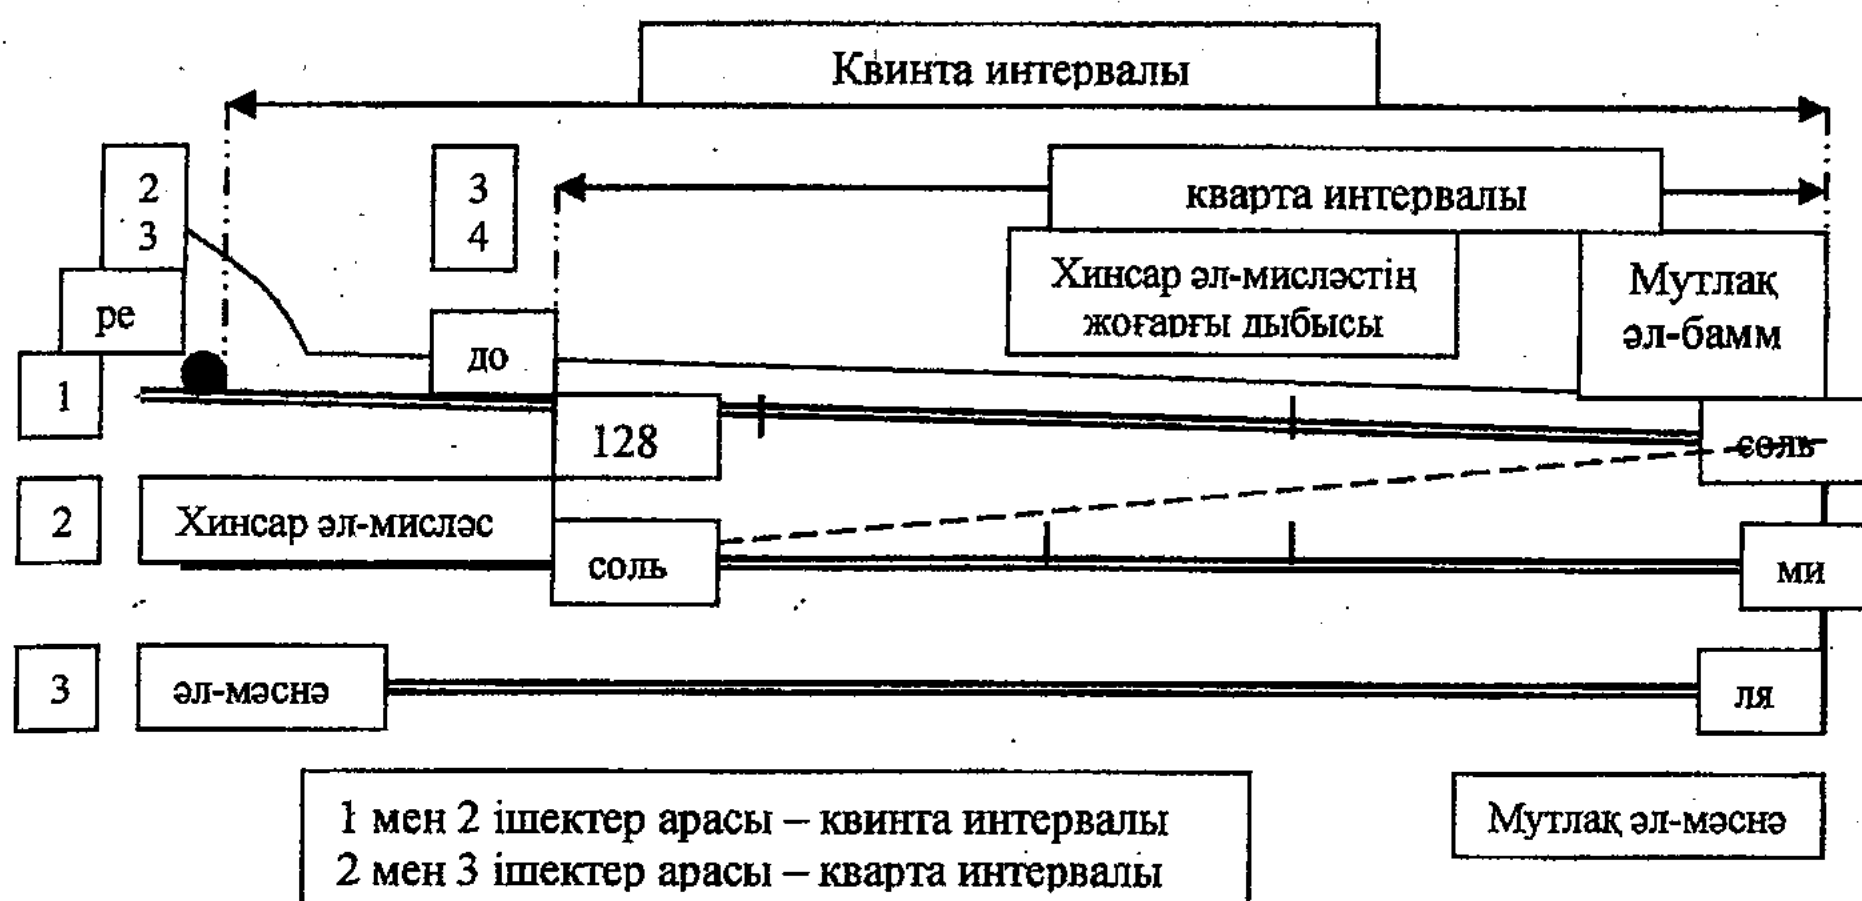 Квинта интервалы
2
3
3
4
кварта интервалы
ре
до
Хинсар әл-мисләстің
жоғарғы дыбысы
Мутлақ
әл-бамм
1
128
соль
2
Хинсар әл-мисләс
соль
ми
3
әл-мәснә
ля
1 мен 2 ішектер арасы – квинта интервалы
2 мен 3 ішектер арасы – кварта интервалы
Мутлақ әл-мәснә